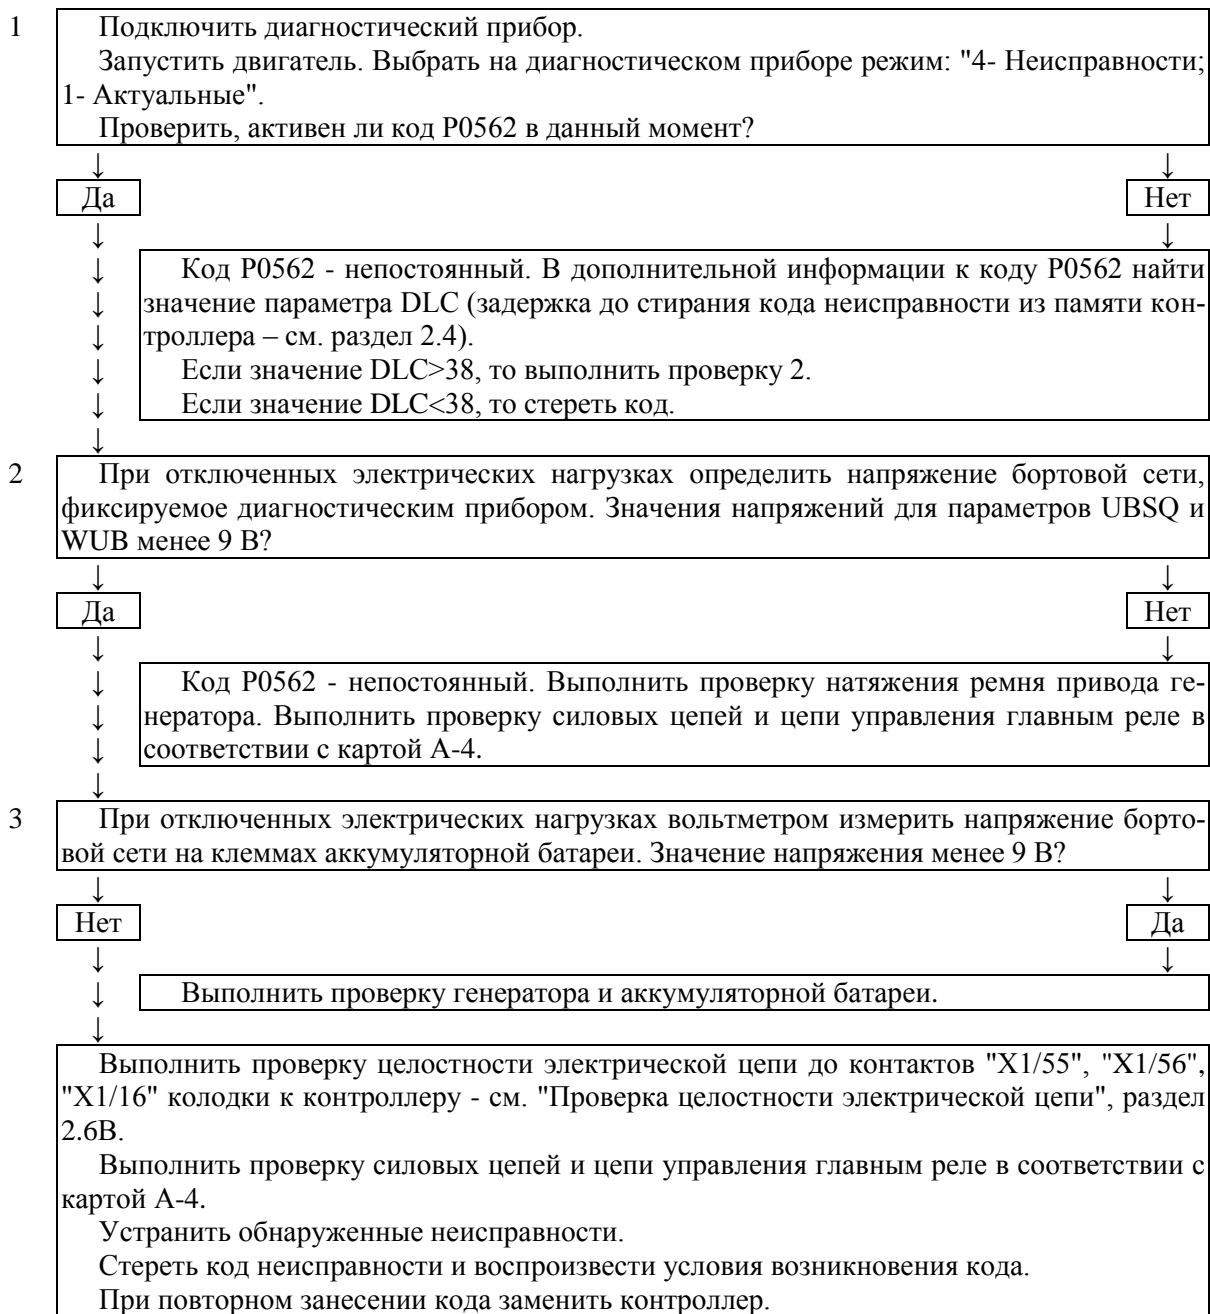 1
Подключить диагностический прибор.
Запустить двигатель. Выбрать на диагностическом приборе режим: "4- Неисправности;
1- Актуальные".
Проверить, активен ли код P0562 в данный момент?
↓ ↓
Да Нет
↓ ↓
↓ Код P0562 - непостоянный. В дополнительной информации к коду P0562 найти
↓ значение параметра DLC (задержка до стирания кода неисправности из памяти кон-
↓ троллера – см. раздел 2.4).
↓ Если значение DLC>38, то выполнить проверку 2.
↓ Если значение DLC<38, то стереть код.
↓
2
При отключенных электрических нагрузках определить напряжение бортовой сети,
фиксируемое диагностическим прибором. Значения напряжений для параметров UBSQ и
WUB менее 9 В?
↓ ↓
Да Нет
↓ ↓
↓ Код P0562 - непостоянный. Выполнить проверку натяжения ремня привода ге-
↓ нератора. Выполнить проверку силовых цепей и цепи управления главным реле в
↓ соответствии с картой А-4.
↓
3
При отключенных электрических нагрузках вольтметром измерить напряжение борто-
вой сети на клеммах аккумуляторной батареи. Значение напряжения менее 9 В?
↓ ↓
Нет Да
↓ ↓
↓ Выполнить проверку генератора и аккумуляторной батареи.
↓
Выполнить проверку целостности электрической цепи до контактов "X1/55", "X1/56",
"X1/16" колодки к контроллеру - см. "Проверка целостности электрической цепи", раздел
2.6В.
Выполнить проверку силовых цепей и цепи управления главным реле в соответствии с
картой А-4.
Устранить обнаруженные неисправности.
Стереть код неисправности и воспроизвести условия возникновения кода.
При повторном занесении кода заменить контроллер.